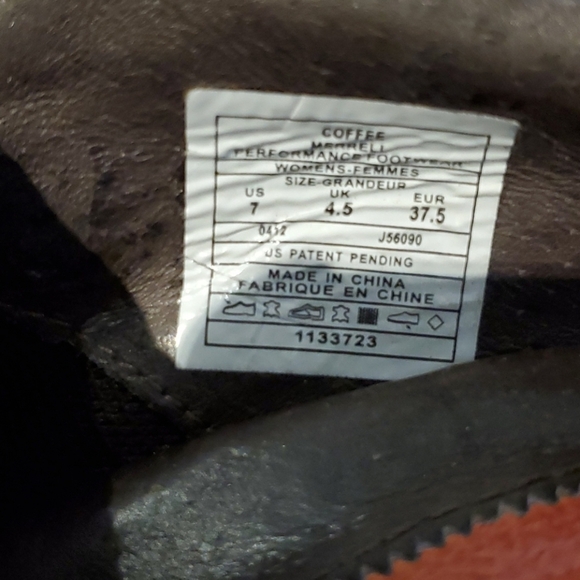 COFFEE
MERRELL
PERFORMANCE FOOTWEAR
WOMENS-FEMMES
SIZE-GRANDEUR
US UK EUR
7 4.5 37.5
0412 J56090
US PATENT PENDING
MADE IN CHINA
FABRIQUE EN CHINE
1133723